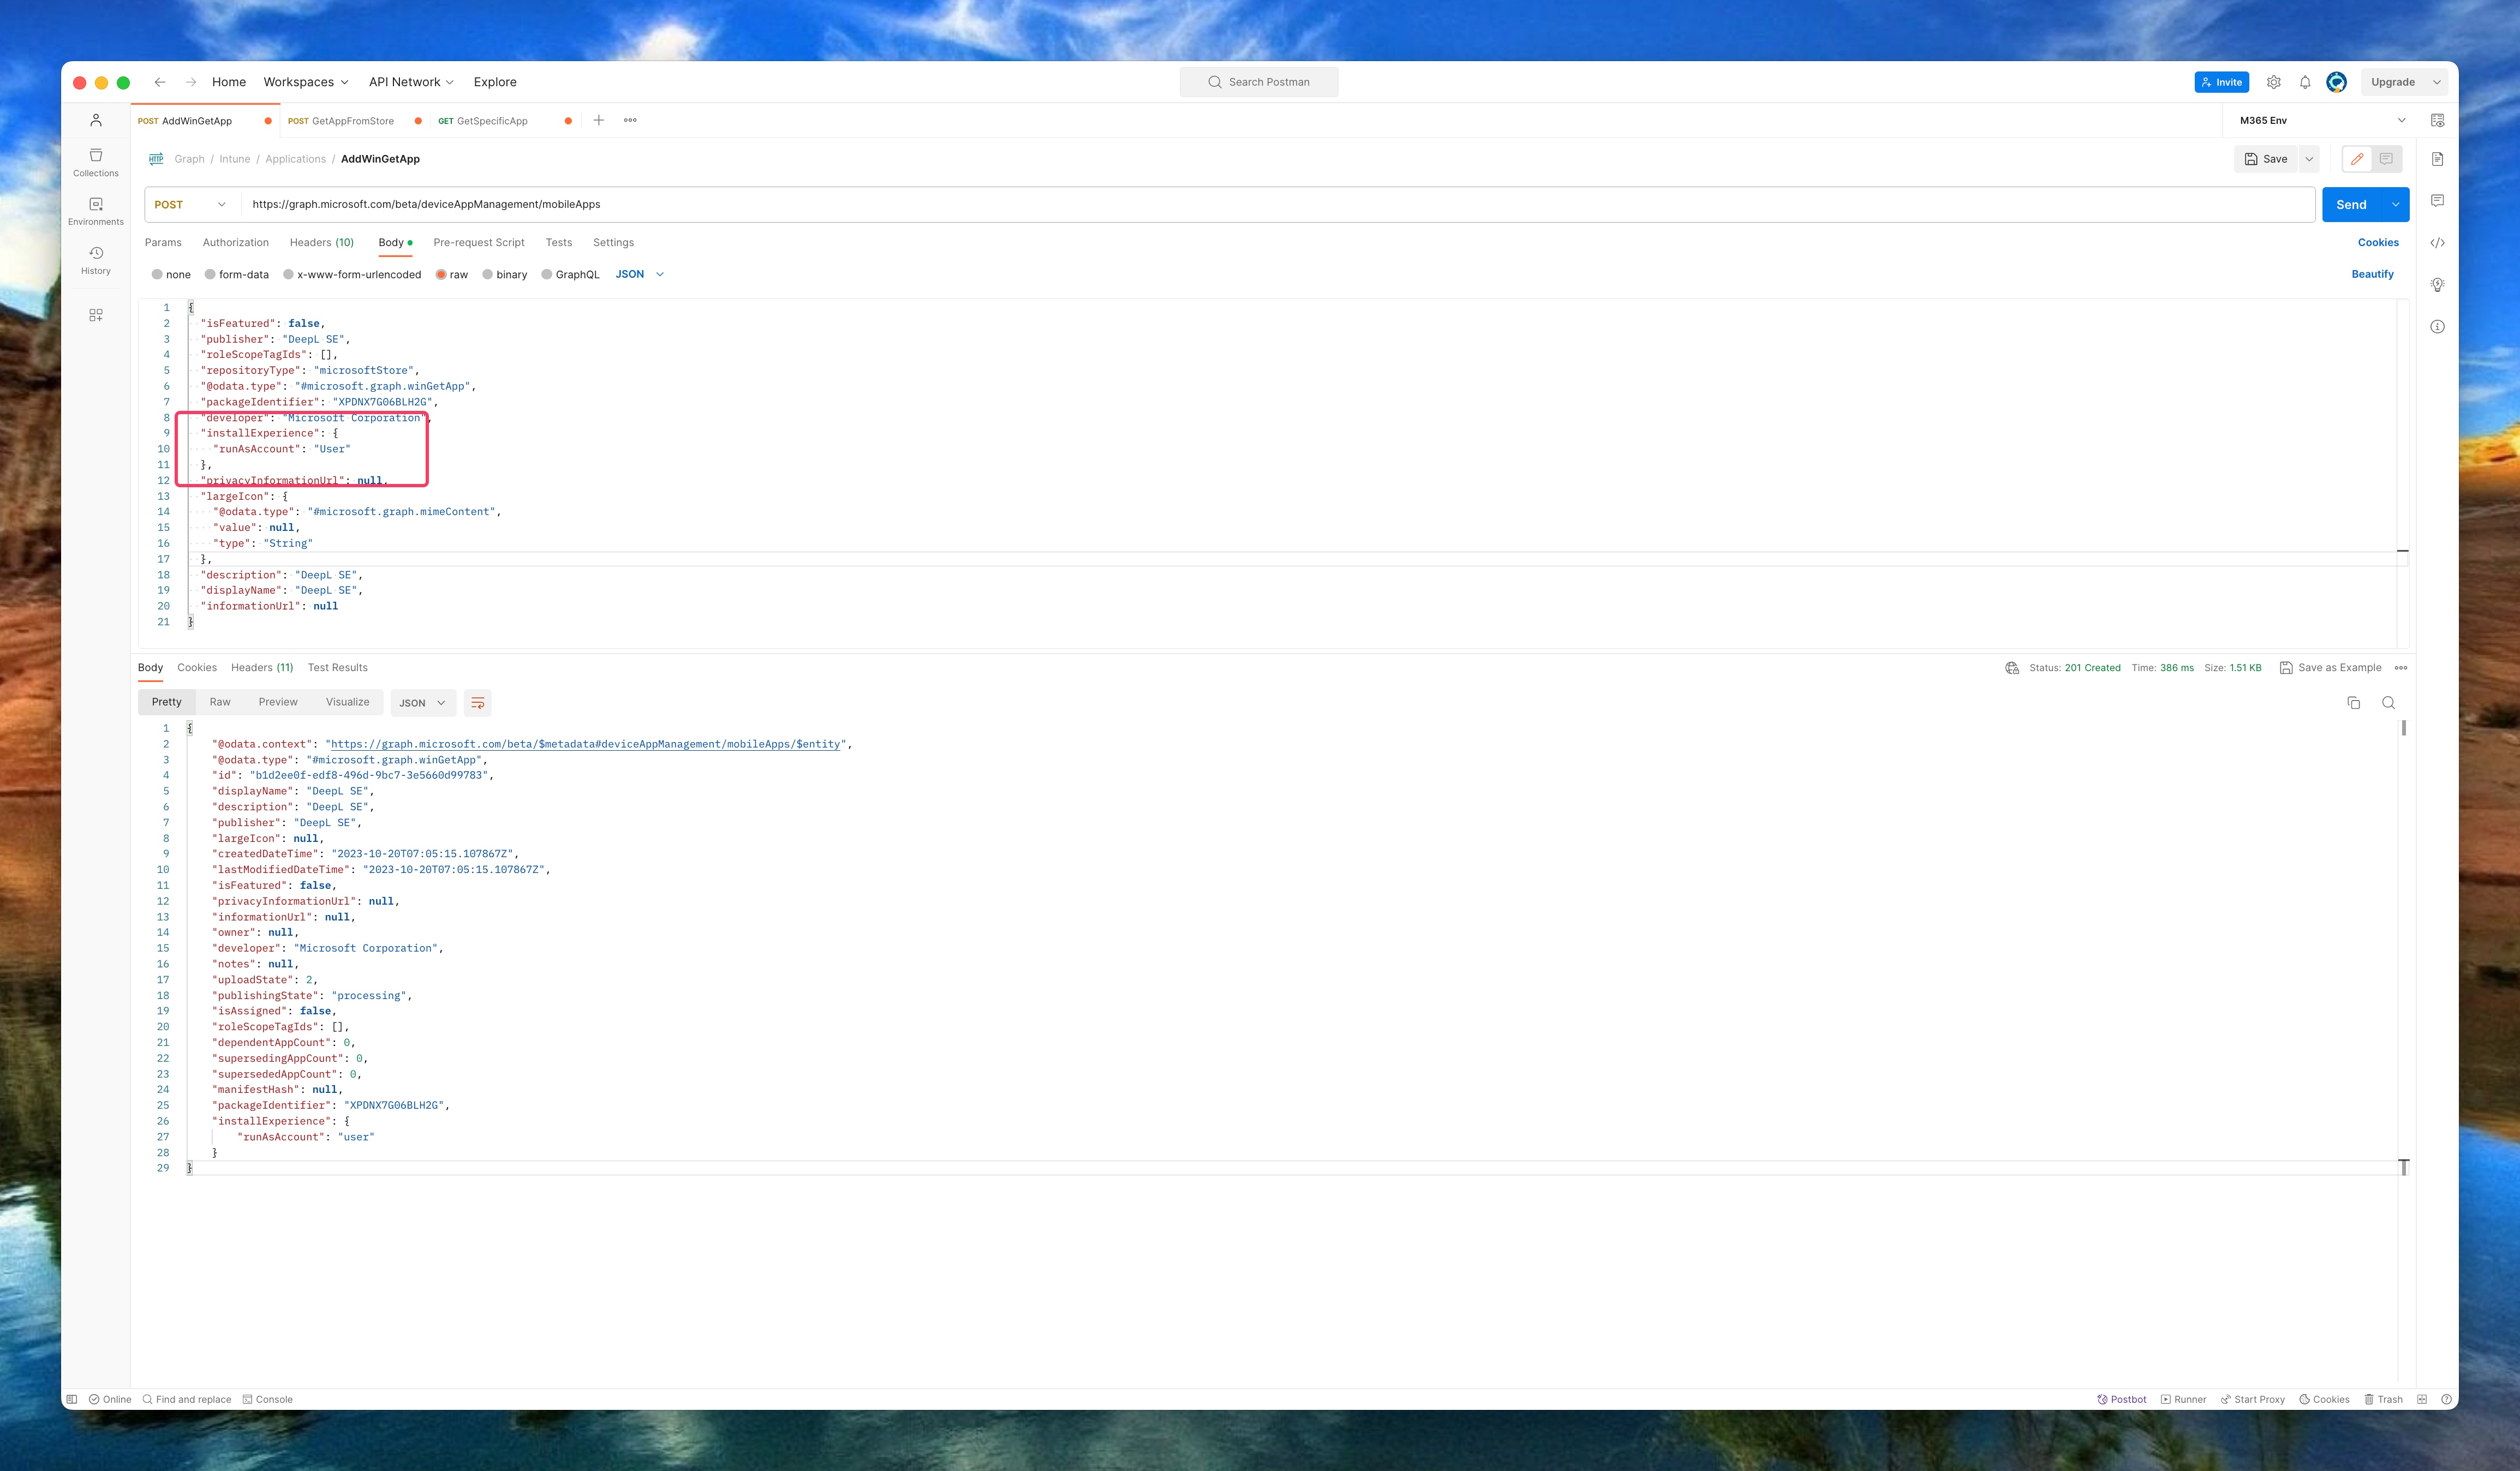 Home Workspaces API Network Explore
Search Postman
Invite
Upgrade
POST AddWinGetApp
POST GetAppFromStore
GET GetSpecificApp
M365 Env
Collections
Environments
History
HTTP Graph / Intune / Applications / AddWinGetApp
Save
POST https://graph.microsoft.com/beta/deviceAppManagement/mobileApps
Send
Params Authorization Headers (10) Body Pre-request Script Tests Settings
Cookies
none form-data x-www-form-urlencoded raw binary GraphQL JSON
Beautify
1 {
2 "isFeatured": false,
3 "publisher": "DeepL SE",
4 "roleScopeTagIds": [],
5 "repositoryType": "microsoftStore",
6 "@odata.type": "#microsoft.graph.winGetApp",
7 "packageIdentifier": "XPDNX7G06BLH2G",
8 "developer": "Microsoft Corporation",
9 "installExperience": {
10 "runAsAccount": "User"
11 },
12 "privacyInformationUrl": null,
13 "largeIcon": {
14 "@odata.type": "#microsoft.graph.mimeContent",
15 "value": null,
16 "type": "String"
17 },
18 "description": "DeepL SE",
19 "displayName": "DeepL SE",
20 "informationUrl": null
21 }
Body Cookies Headers (11) Test Results
Status: 201 Created Time: 386 ms Size: 1.51 KB Save as Example
Pretty Raw Preview Visualize JSON
1 {
2 "@odata.context": "https://graph.microsoft.com/beta/$metadata#deviceAppManagement/mobileApps/$entity",
3 "@odata.type": "#microsoft.graph.winGetApp",
4 "id": "b1d2ee0f-edf8-496d-9bc7-3e5660d99783",
5 "displayName": "DeepL SE",
6 "description": "DeepL SE",
7 "publisher": "DeepL SE",
8 "largeIcon": null,
9 "createdDateTime": "2023-10-20T07:05:15.107867Z",
10 "lastModifiedDateTime": "2023-10-20T07:05:15.107867Z",
11 "isFeatured": false,
12 "privacyInformationUrl": null,
13 "informationUrl": null,
14 "owner": null,
15 "developer": "Microsoft Corporation",
16 "notes": null,
17 "uploadState": 2,
18 "publishingState": "processing",
19 "isAssigned": false,
20 "roleScopeTagIds": [],
21 "dependentAppCount": 0,
22 "supersedingAppCount": 0,
23 "supersededAppCount": 0,
24 "manifestHash": null,
25 "packageIdentifier": "XPDNX7G06BLH2G",
26 "installExperience": {
27 "runAsAccount": "user"
28 }
29 }
Online Find and replace Console
Postbot Runner Start Proxy Cookies Trash